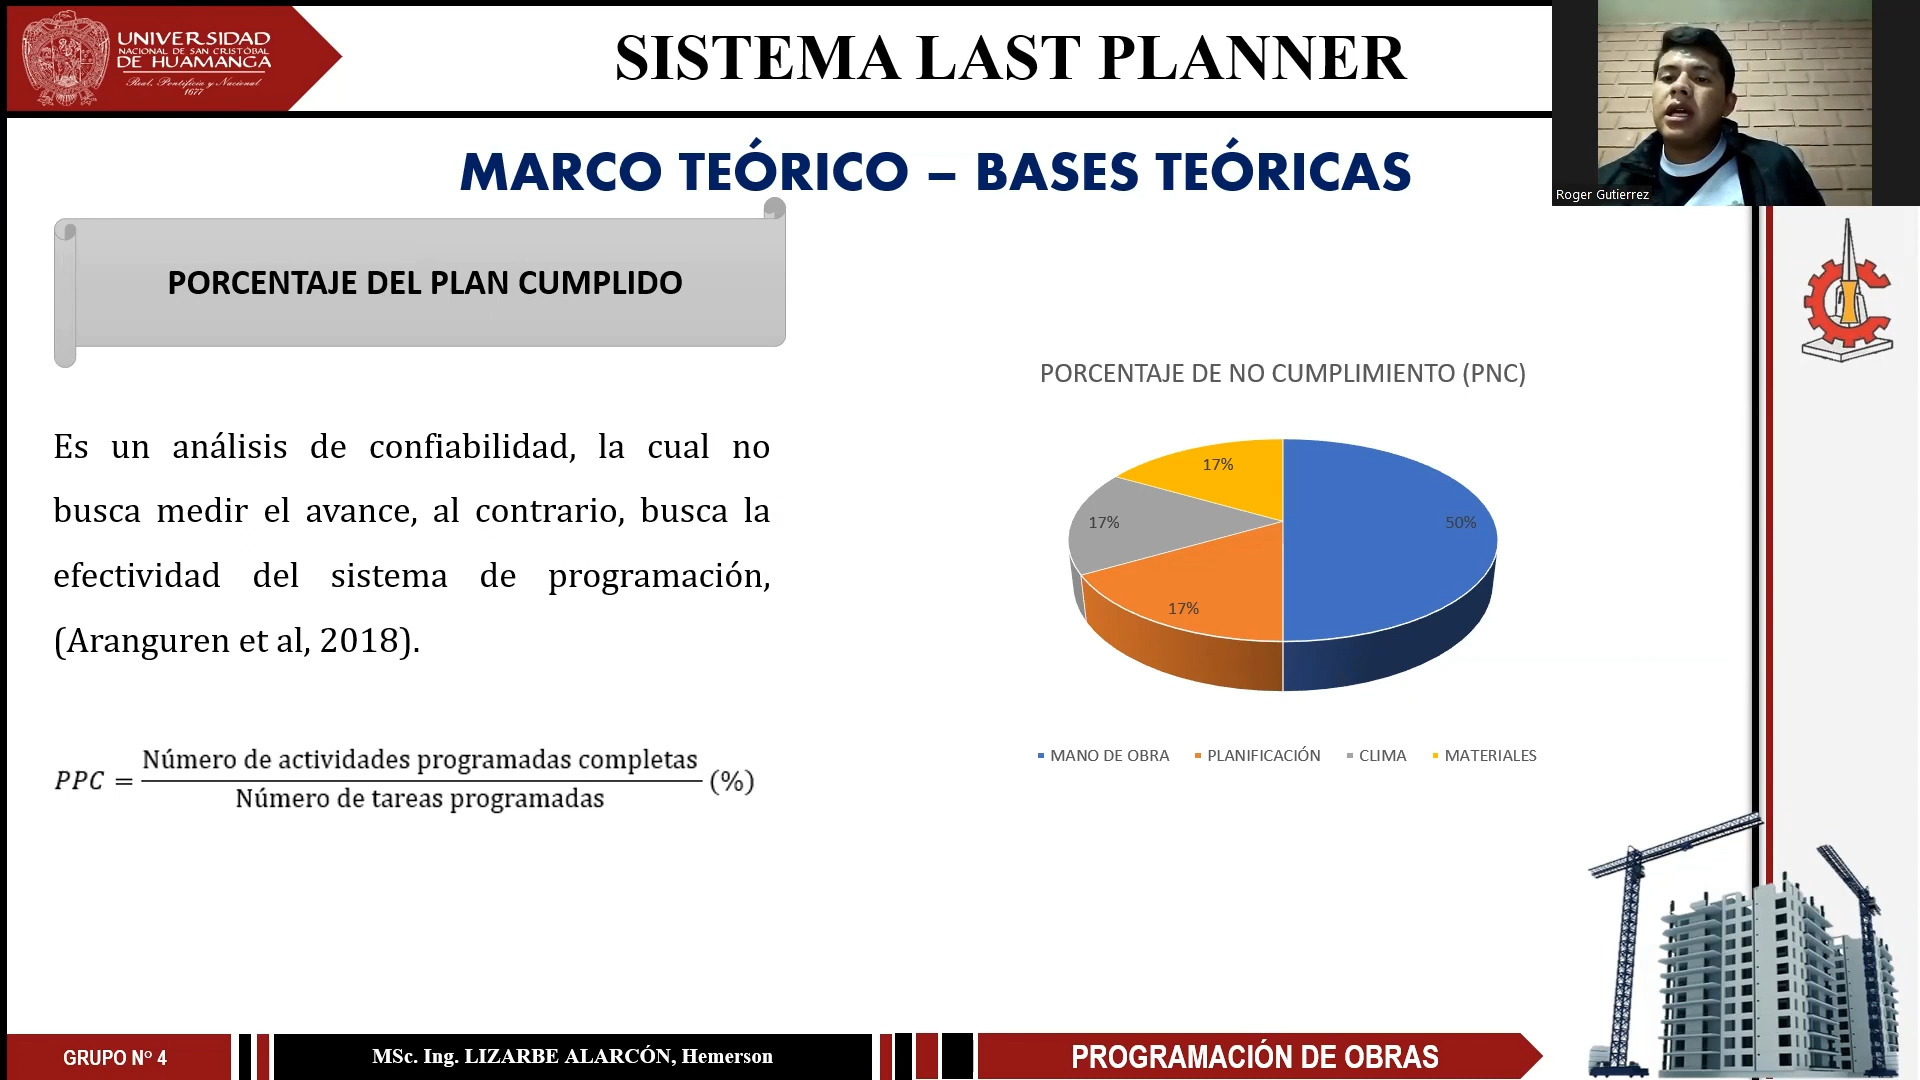 UNIVERSIDAD
NACIONAL DE SAN CRISTÓBAL
DE HUAMANGA
Real, Pontificia y Nacional
1677
SISTEMA LAST PLANNER
Roger Gutierrez
MARCO TEÓRICO – BASES TEÓRICAS
PORCENTAJE DEL PLAN CUMPLIDO
Es un análisis de confiabilidad, la cual no
busca medir el avance, al contrario, busca la
efectividad del sistema de programación,
(Aranguren et al, 2018).
PPC = Número de actividades programadas completas / Número de tareas programadas (%)
PORCENTAJE DE NO CUMPLIMIENTO (PNC)
17%
17%
50%
17%
MANO DE OBRA PLANIFICACIÓN CLIMA MATERIALES
GRUPO N° 4
MSc. Ing. LIZARBE ALARCÓN, Hemerson
PROGRAMACIÓN DE OBRAS